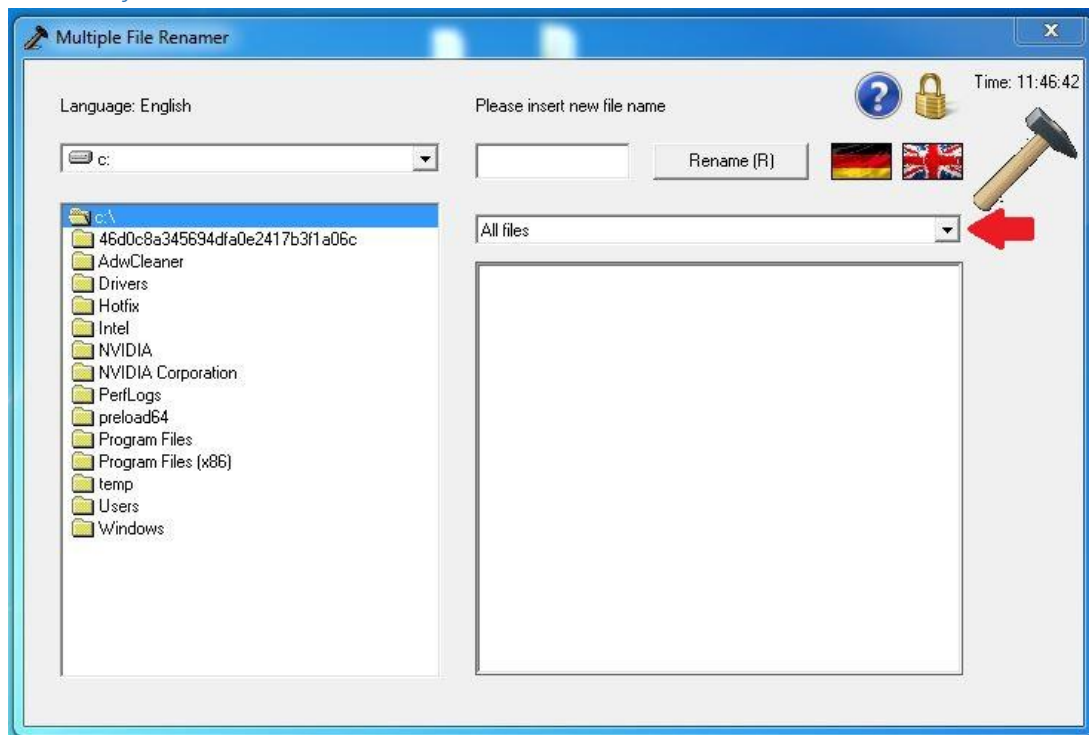 Multiple File Renamer
Time: 11:46:42
Language: English
Please insert new file name
c:
Rename (R)
All files
c:\
46d0c8a345694dfa0e2417b3f1a06c
AdwCleaner
Drivers
Hotfix
Intel
NVIDIA
NVIDIA Corporation
PerfLogs
preload64
Program Files
Program Files (x86)
temp
Users
Windows